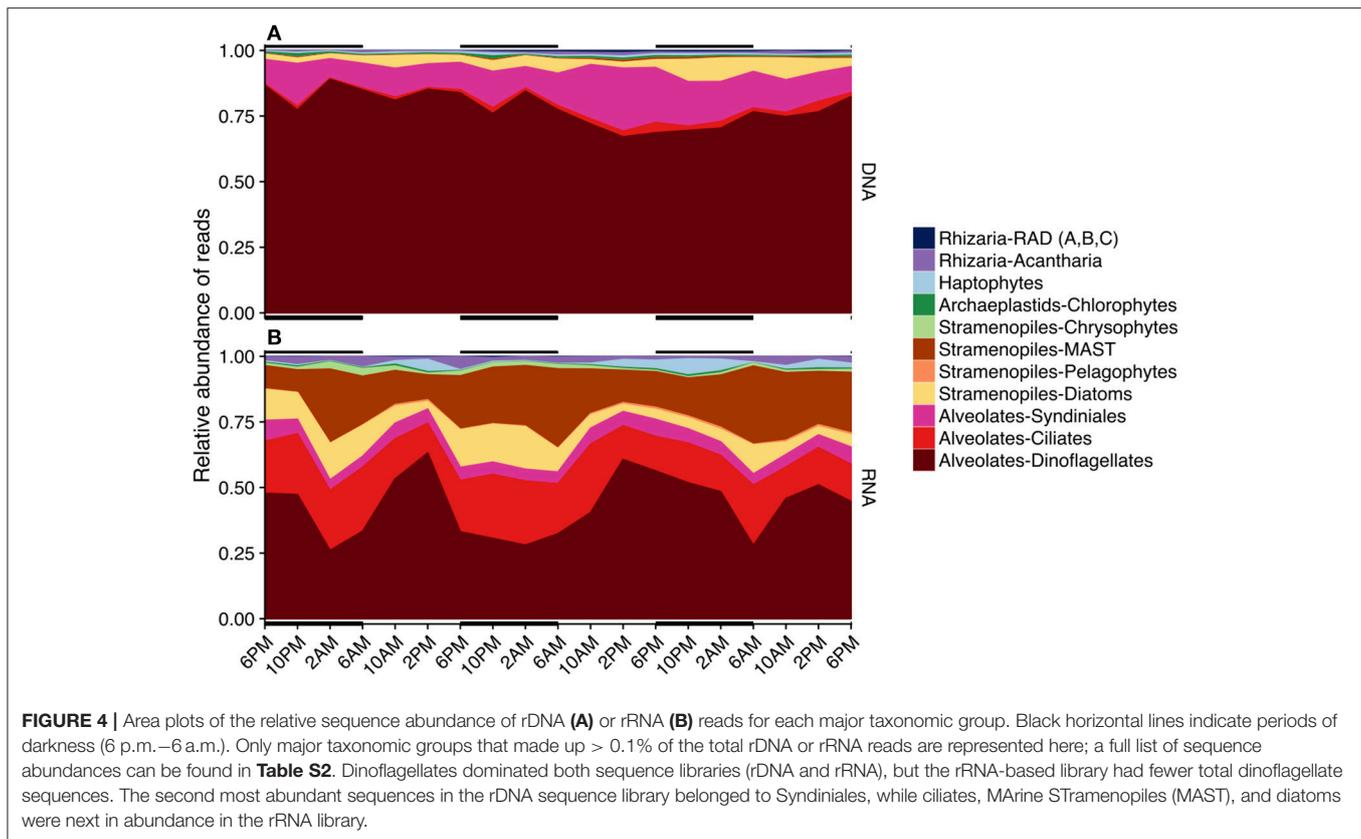 A
1.00
0.75
0.50
0.25
0.00
DNA
Relative abundance of reads
B
1.00
0.75
0.50
0.25
0.00
RNA
6PM 10PM 2AM 6AM 10AM 2PM 6PM 10PM 2AM 6AM 10AM 2PM 6PM 10PM 2AM 6AM 10AM 2PM 6PM
Rhizaria-RAD (A,B,C)
Rhizaria-Acantharia
Haptophytes
Archaeplastids-Chlorophytes
Stramenopiles-Chrysophytes
Stramenopiles-MAST
Stramenopiles-Pelagophytes
Stramenopiles-Diatoms
Alveolates-Syndiniales
Alveolates-Ciliates
Alveolates-Dinoflagellates
FIGURE 4 | Area plots of the relative sequence abundance of rDNA (A) or rRNA (B) reads for each major taxonomic group. Black horizontal lines indicate periods of
darkness (6 p.m.–6 a.m.). Only major taxonomic groups that made up > 0.1% of the total rDNA or rRNA reads are represented here; a full list of sequence
abundances can be found in Table S2. Dinoflagellates dominated both sequence libraries (rDNA and rRNA), but the rRNA-based library had fewer total dinoflagellate
sequences. The second most abundant sequences in the rDNA sequence library belonged to Syndiniales, while ciliates, MArine STramenopiles (MAST), and diatoms
were next in abundance in the rRNA library.